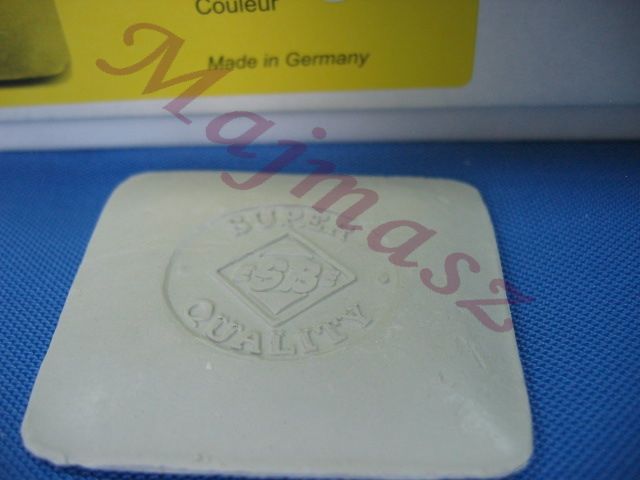 Couleur
Made in Germany
Majmasz
SUPER
SB
QUALITY